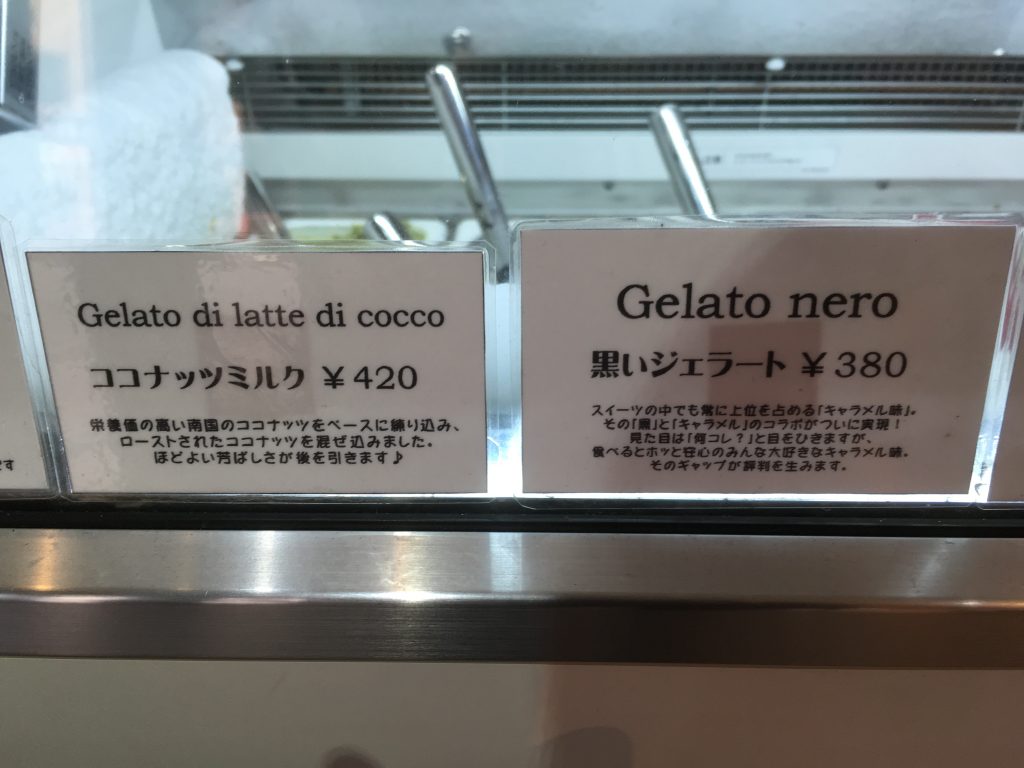 Gelato di latte di cocco
ココナッツミルク ¥420
栄養価の高い南国のココナッツをベースに練り込み、
ローストされたココナッツを混ぜ込みました。
ほどよい芳ばしさが後を引きます♪
Gelato nero
黒いジェラート ¥380
スイーツの中でも常に上位を占める「キャラメル味」。
その「黒」と「キャラメル」のコラボがついに実現！
見た目は「何コレ？」と目をひきますが、
食べるとホッと安心のみんな大好きなキャラメル味。
そのギャップが評判を生みます。
です